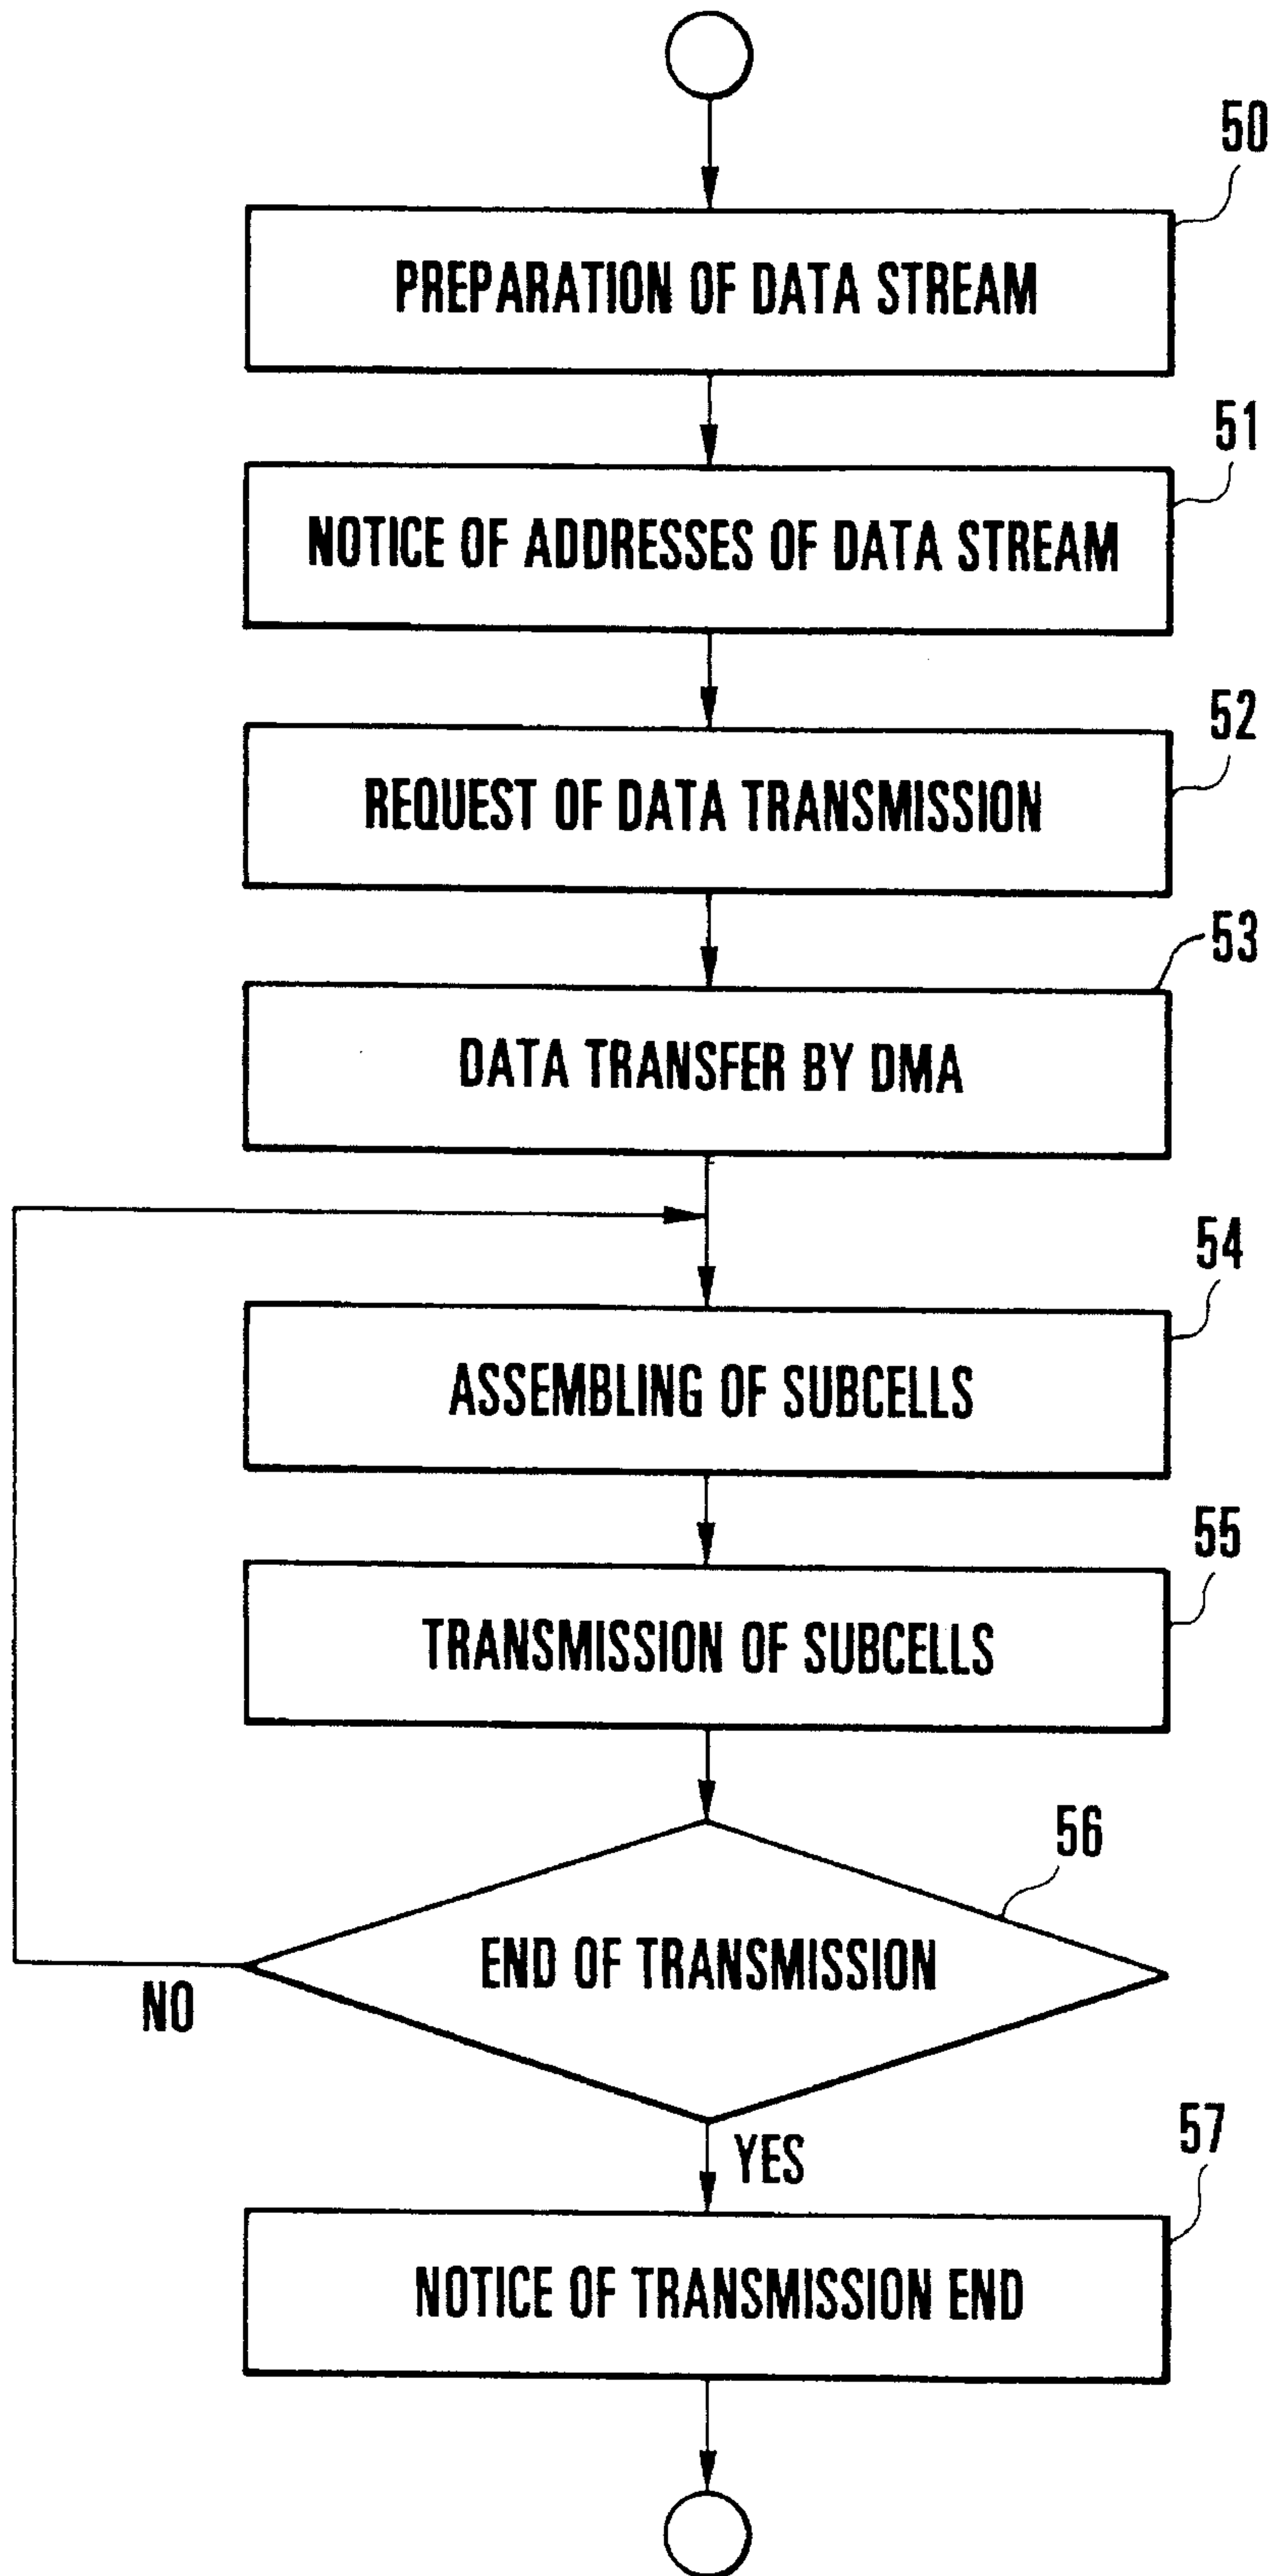 50
PREPARATION OF DATA STREAM
51
NOTICE OF ADDRESSES OF DATA STREAM
52
REQUEST OF DATA TRANSMISSION
53
DATA TRANSFER BY DMA
54
ASSEMBLING OF SUBCELLS
55
TRANSMISSION OF SUBCELLS
56
END OF TRANSMISSION
NO
YES
57
NOTICE OF TRANSMISSION END